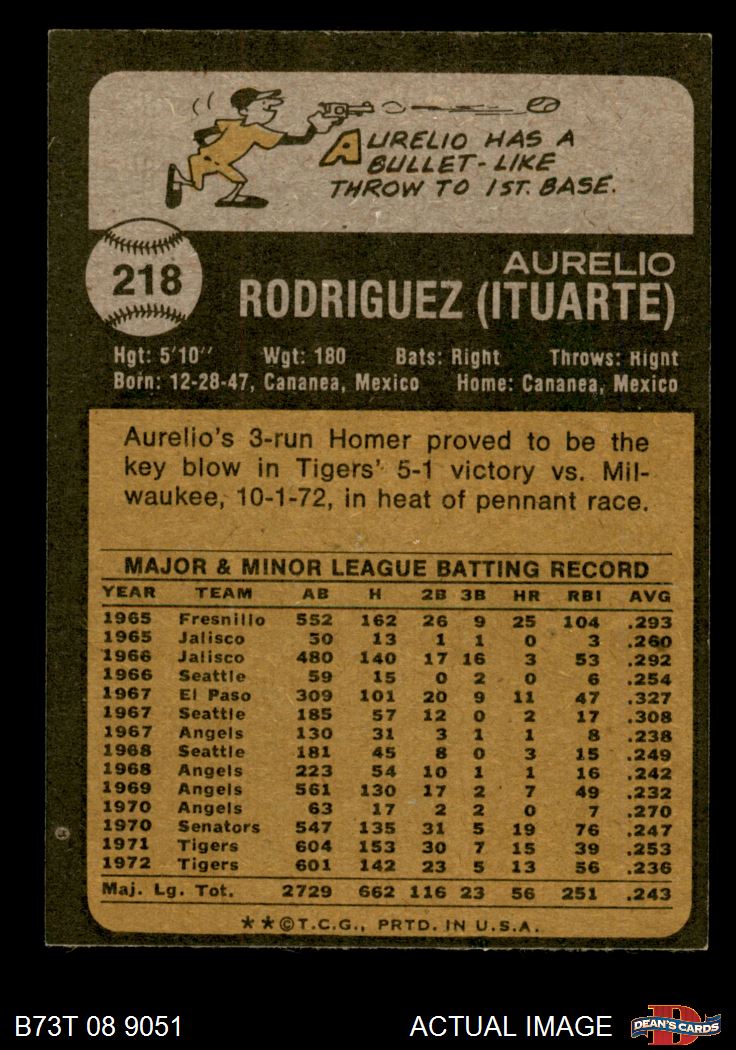 AURELIO HAS A
BULLET-LIKE
THROW TO 1ST. BASE.
218
AURELIO
RODRIGUEZ (ITUARTE)
Hgt: 5'10" Wgt: 180 Bats: Right Throws: Right
Born: 12-28-47, Cananea, Mexico Home: Cananea, Mexico
Aurelio's 3-run Homer proved to be the
key blow in Tigers' 5-1 victory vs. Mil-
waukee, 10-1-72, in heat of pennant race.
MAJOR & MINOR LEAGUE BATTING RECORD
YEAR TEAM AB H 2B 3B HR RBI AVG
1965 Fresnillo 552 162 26 9 25 104 .293
1965 Jalisco 50 13 1 1 0 3 .260
1966 Jalisco 480 140 17 16 3 53 .292
1966 Seattle 59 15 0 2 0 6 .254
1967 El Paso 309 101 20 9 11 47 .327
1967 Seattle 185 57 12 0 2 17 .308
1967 Angels 130 31 3 1 1 8 .238
1968 Seattle 181 45 8 0 3 15 .249
1968 Angels 223 54 10 1 1 16 .242
1969 Angels 561 130 17 2 7 49 .232
1970 Angels 63 17 2 2 0 7 .270
1970 Senators 547 135 31 5 19 76 .247
1971 Tigers 604 153 30 7 15 39 .253
1972 Tigers 601 142 23 5 13 56 .236
Maj. Lg. Tot. 2729 662 116 23 56 251 .243
**©T.C.G., PRTD. IN U.S.A.
B73T 08 9051 ACTUAL IMAGE DEAN'S CARDS